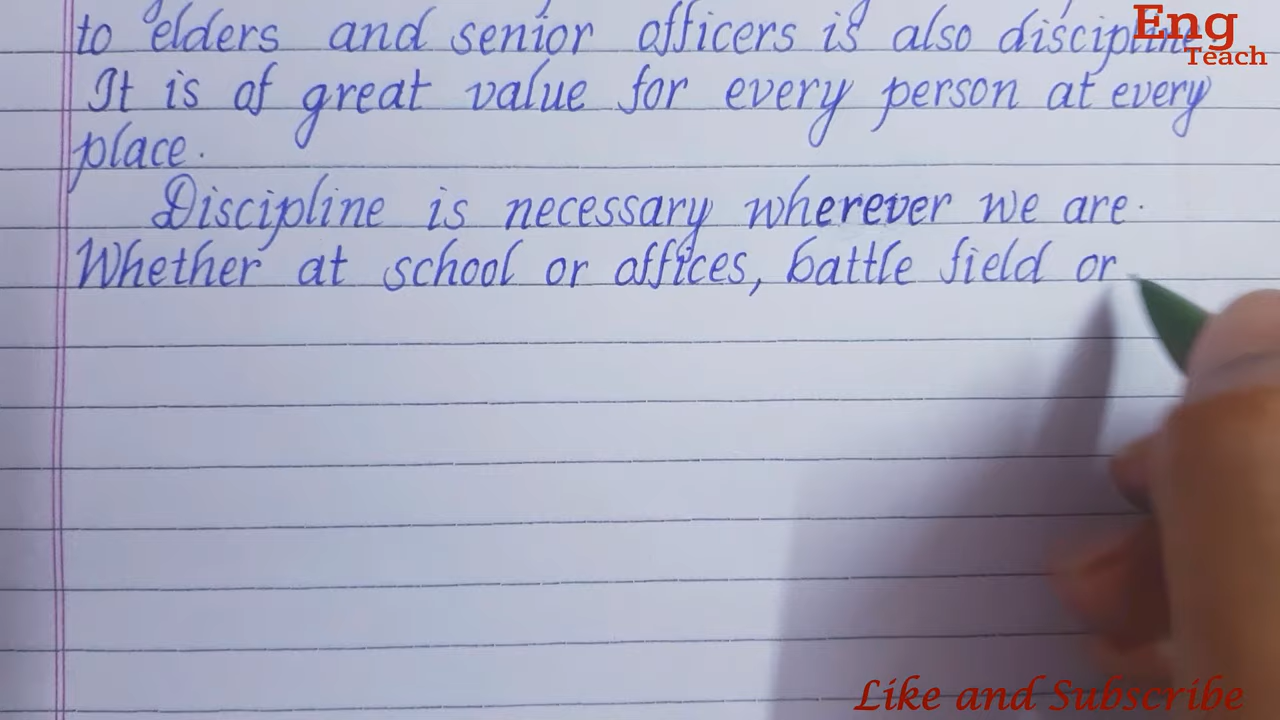 to elders and senior officers is also discipline.
Eng
Teach
It is of great value for every person at every
place.
Discipline is necessary wherever we are.
Whether at school or offices, battle field or
Like and Subscribe